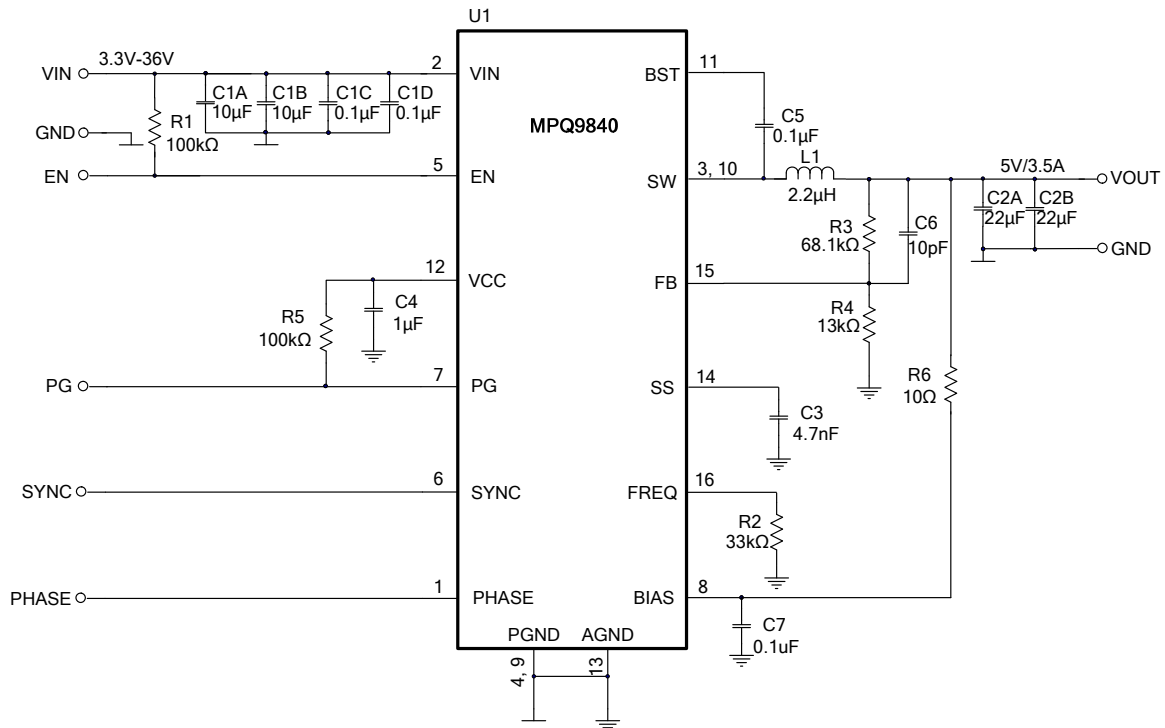 U1
VIN
3.3V-36V
2
VIN
C1A
10µF
C1B
10µF
C1C
0.1µF
C1D
0.1µF
GND
R1
100kΩ
EN
5
EN
12
VCC
R5
100kΩ
C4
1µF
PG
7
PG
SYNC
6
SYNC
PHASE
1
PHASE
MPQ9840
BST
11
C5
0.1µF
SW
3, 10
L1
2.2µH
5V/3.5A
VOUT
C2A
22µF
C2B
22µF
GND
R3
68.1kΩ
C6
10pF
FB
15
R4
13kΩ
SS
14
C3
4.7nF
R6
10Ω
FREQ
16
R2
33kΩ
BIAS
8
C7
0.1uF
PGND
AGND
4, 9
13